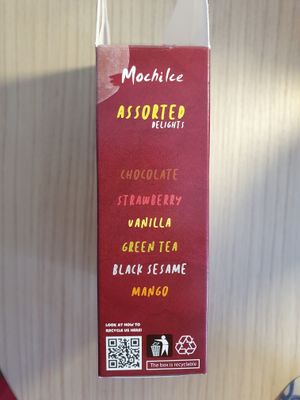 MochiIce
ASSORTED
DELIGHTS
CHOCOLATE
STRAWBERRY
VANILLA
GREEN TEA
BLACK SESAME
MANGO
LOOK AT HOW TO
RECYCLE US HERE!
The box is recyclable